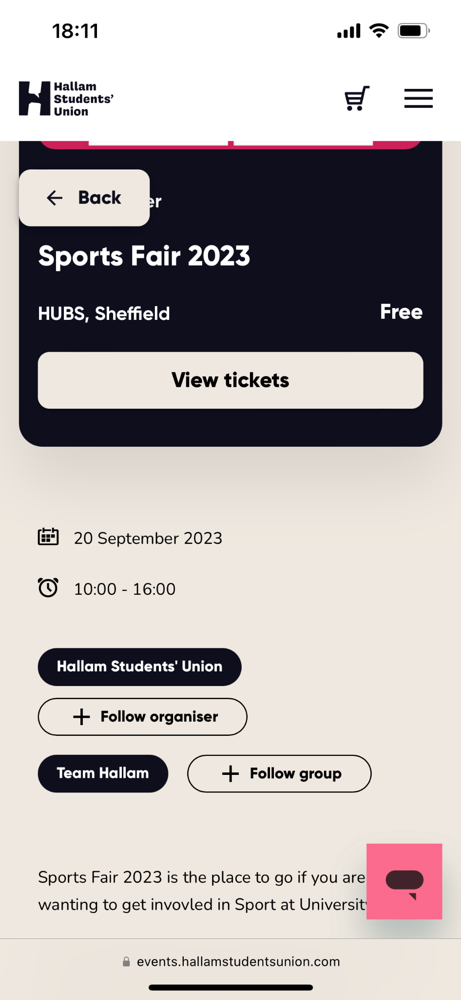 18:11
Hallam
Students’
Union
Back
Sports Fair 2023
HUBS, Sheffield
Free
View tickets
20 September 2023
10:00 - 16:00
Hallam Students' Union
+ Follow organiser
Team Hallam
+ Follow group
Sports Fair 2023 is the place to go if you are
wanting to get invovled in Sport at University
events.hallamstudentsunion.com